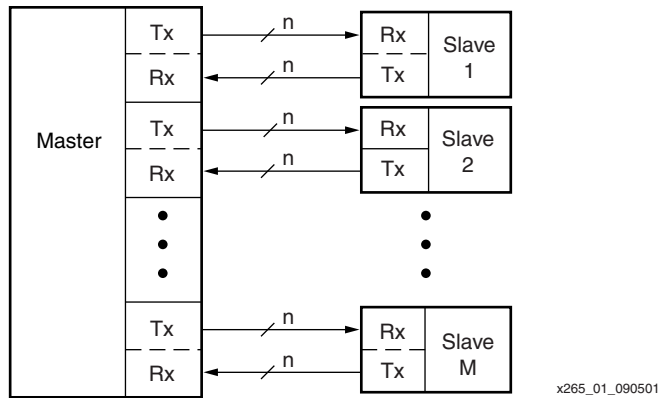 Master
Tx
Rx
Tx
Rx
Tx
Rx
n
n
n
n
n
n
Rx
Tx
Slave
1
Rx
Tx
Slave
2
Rx
Tx
Slave
M
x265_01_090501